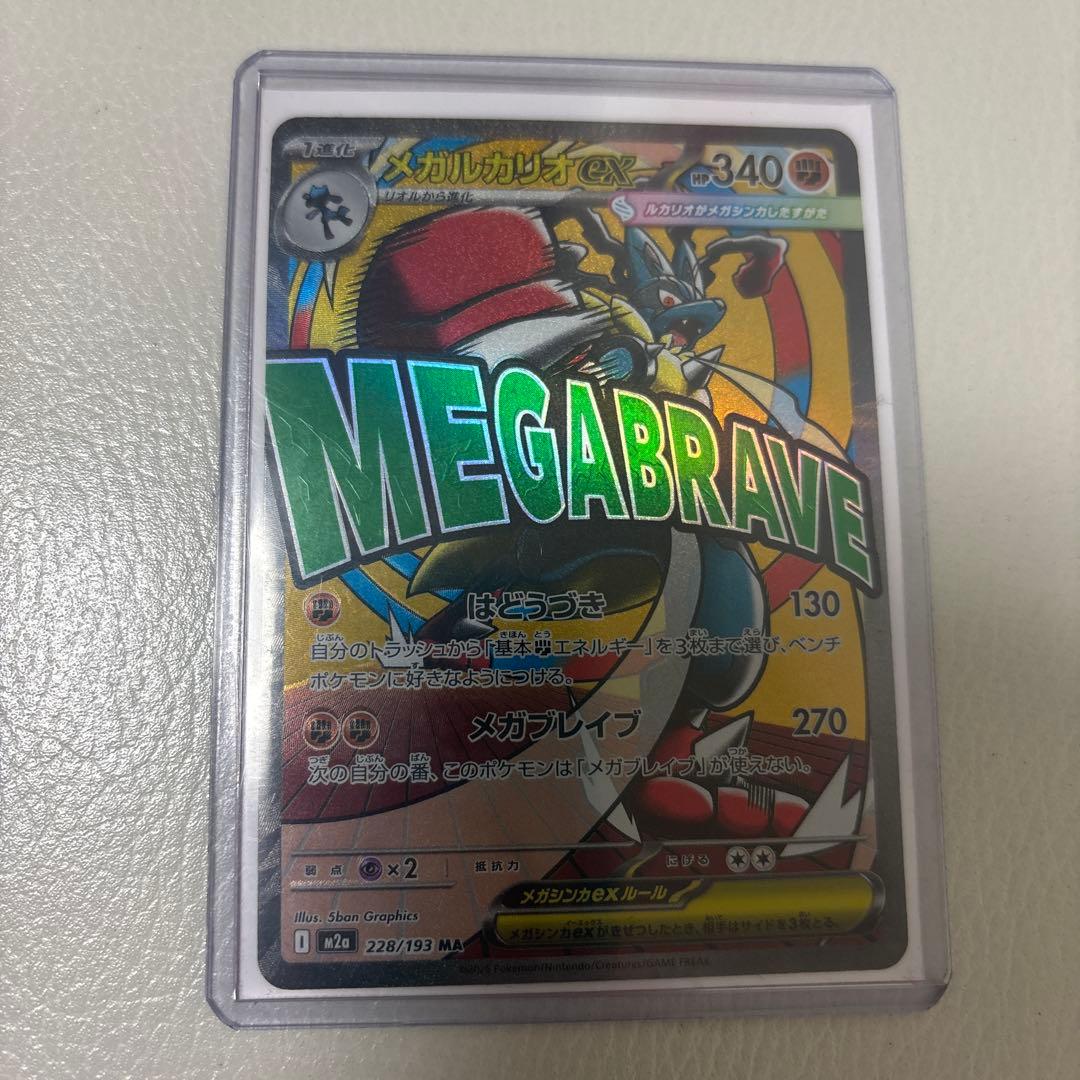 1進化
メガルカリオex
HP340
リオルから進化
ルカリオがメガシンカしたすがた
MEGABRAVE
はどうづき 130
自分のトラッシュから「基本エネルギー」を3枚まで選び、ベンチ
ポケモンに好きなようにつける。
メガブレイブ 270
次の自分の番、このポケモンは「メガブレイブ」が使えない。
弱点 ×2 抵抗力 にげる
メガシンカexルール
メガシンカexがきぜつしたとき、相手はサイドを3枚とる。
Illus. 5ban Graphics
I m2a 228/193 MA
©2025 Pokémon/Nintendo/Creatures/GAME FREAK